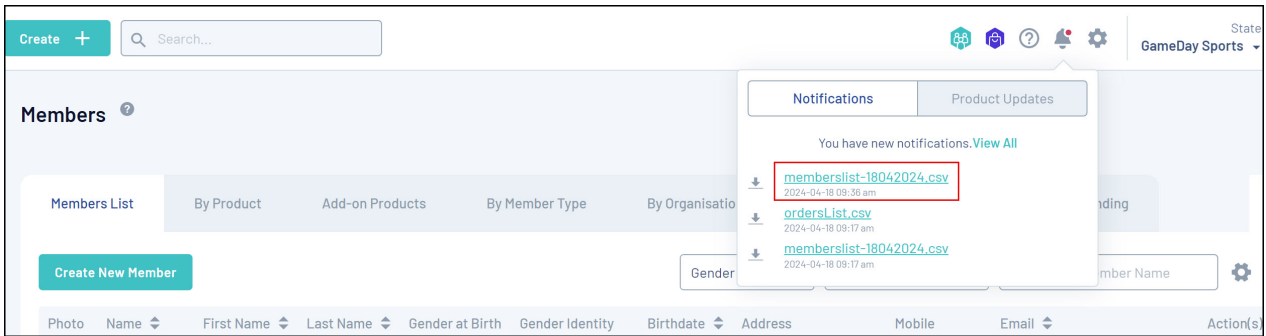 Create +
Search...
State
GameDay Sports
Members
Notifications
Product Updates
You have new notifications.View All
memberslist-18042024.csv
2024-04-18 09:36 am
ordersList.csv
2024-04-18 09:17 am
memberslist-18042024.csv
2024-04-18 09:17 am
Members List
By Product
Add-on Products
By Member Type
By Organisatio
nding
Create New Member
Gender
mber Name
Photo
Name
First Name
Last Name
Gender at Birth
Gender Identity
Birthdate
Address
Mobile
Email
Action(s)